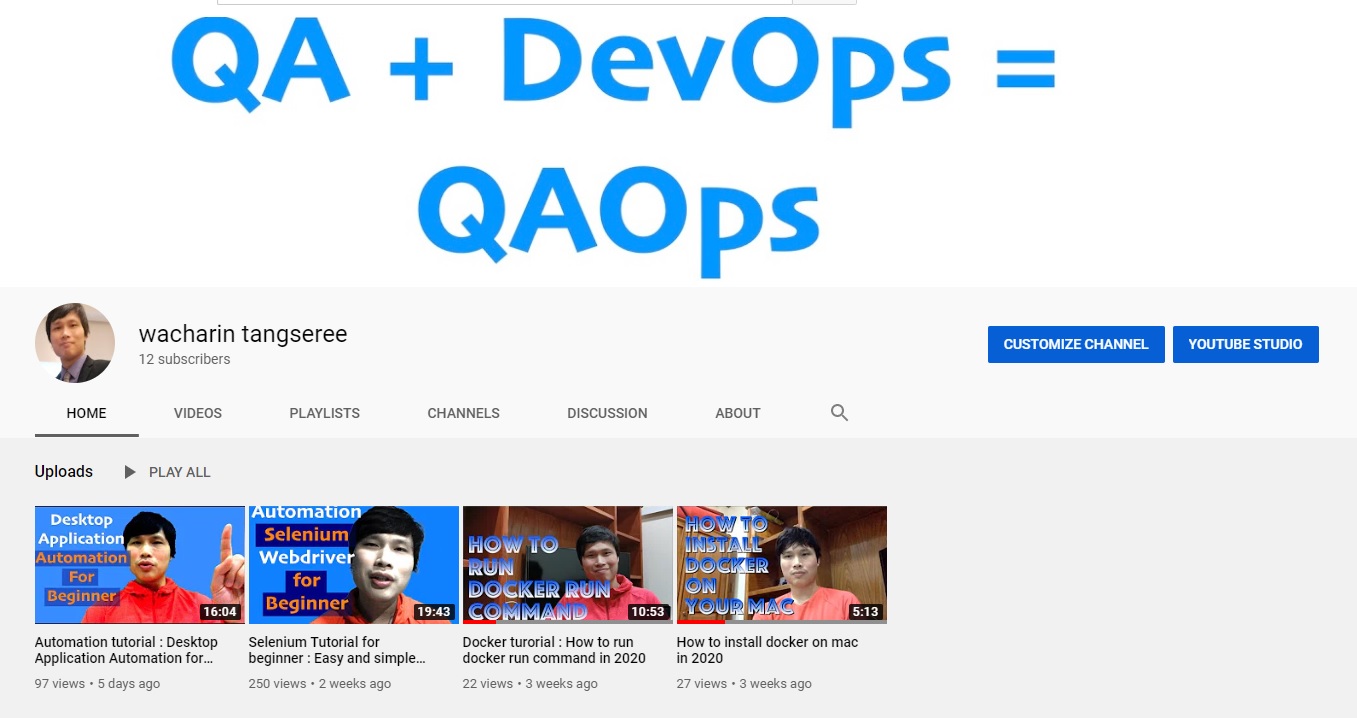 QA + DevOps =
QAOps
wacharin tangseree
12 subscribers
CUSTOMIZE CHANNEL
YOUTUBE STUDIO
HOME
VIDEOS
PLAYLISTS
CHANNELS
DISCUSSION
ABOUT
Uploads
PLAY ALL
Desktop
Application
Automation
For
Beginner
16:04
Automation tutorial : Desktop
Application Automation for...
97 views • 5 days ago
Automation
Selenium
Webdriver
for
Beginner
19:43
Selenium Tutorial for
beginner : Easy and simple...
250 views • 2 weeks ago
HOW TO
RUN
DOCKER RUN
COMMAND
10:53
Docker turorial : How to run
docker run command in 2020
22 views • 3 weeks ago
HOW TO
INSTALL
DOCKER
ON
YOUR MAC
5:13
How to install docker on mac
in 2020
27 views • 3 weeks ago